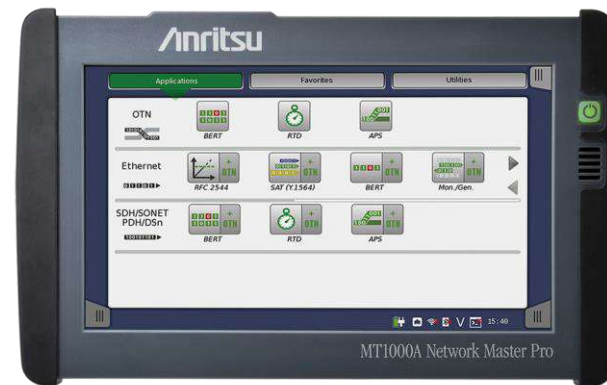 Anritsu
Applications Favorites Utilities
OTN
BERT RTD APS
Ethernet
RFC 2544 SAT (Y.1564) BERT Mon./Gen.
SDH/SONET
PDH/DSn
BERT RTD APS
15:40
MT1000A Network Master Pro